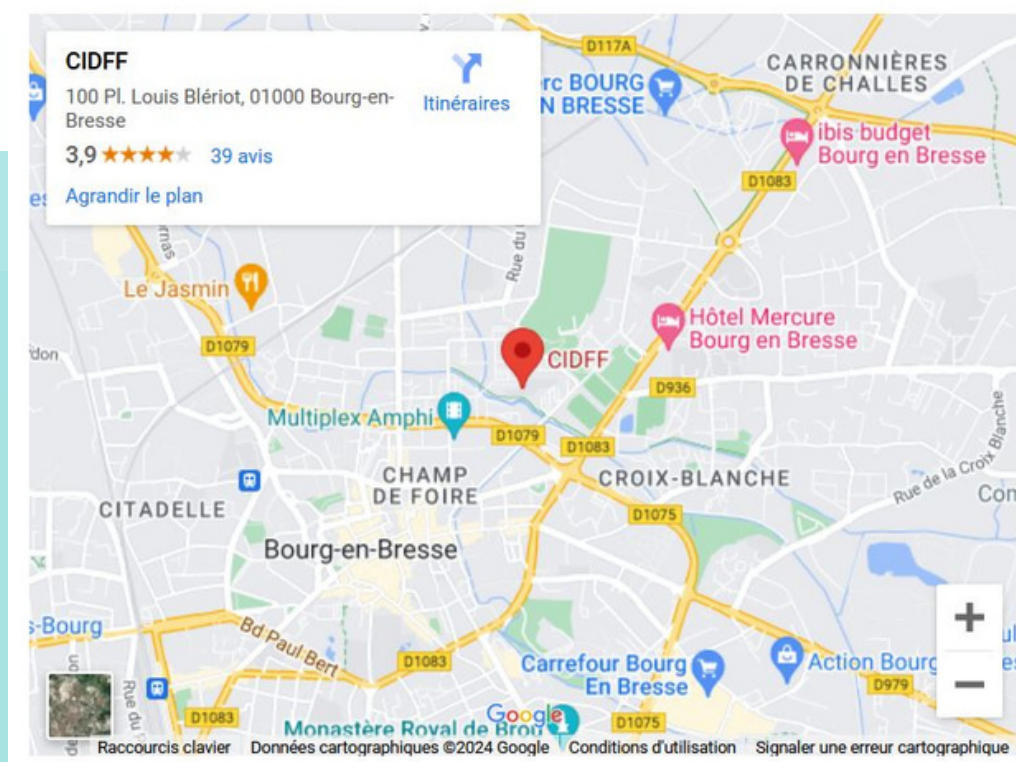 CIDFF
100 Pl. Louis Blériot, 01000 Bourg-en-
Bresse
3,9
39 avis
Agrandir le plan
Itinéraires
D117A
CARRONNIÈRES
DE CHALLES
BOURG
BRESSE
ibis budget
Bourg en Bresse
D1083
Rue du
Le Jasmin
Hôtel Mercure
Bourg en Bresse
D1079
CIDFF
D936
Multiplex Amphi
D1079
D1083
CHAMP
DE FOIRE
CROIX-BLANCHE
Rue de la Croix Blanche
CITADELLE
D1075
Bourg-en-Bresse
s-Bourg
Bd Paul Bert
D1083
Carrefour Bourg
En Bresse
Action Bourg
D979
Rue du
D1083
Monastère Royal de Brou
Google
D1075
Raccourcis clavier Données cartographiques ©2024 Google Conditions d'utilisation Signaler une erreur cartographique